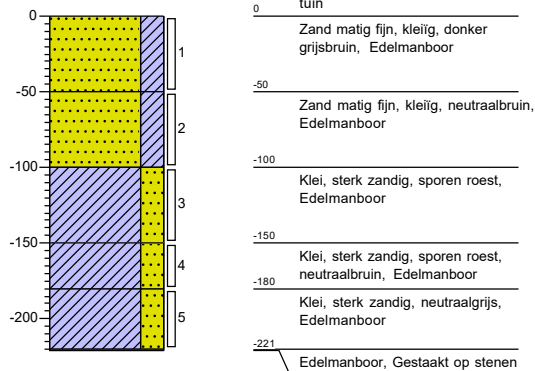 tuin
0
0
Zand matig fijn, kleiïg, donker
grijsbruin, Edelmanboor
1
-50
-50
Zand matig fijn, kleiïg, neutraalbruin,
Edelmanboor
2
-100
-100
Klei, sterk zandig, sporen roest,
Edelmanboor
3
-150
-150
Klei, sterk zandig, sporen roest,
neutraalbruin, Edelmanboor
4
-180
Klei, sterk zandig, neutraalgrijs,
Edelmanboor
-200
5
-221
Edelmanboor, Gestaakt op stenen